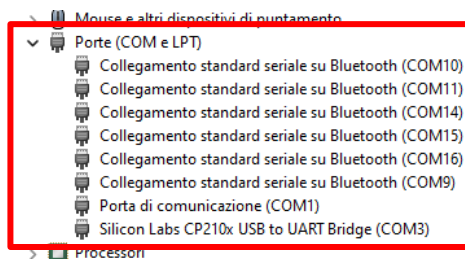 Mouse e altri dispositivi di puntamento
Porte (COM e LPT)
Collegamento standard seriale su Bluetooth (COM10)
Collegamento standard seriale su Bluetooth (COM11)
Collegamento standard seriale su Bluetooth (COM14)
Collegamento standard seriale su Bluetooth (COM15)
Collegamento standard seriale su Bluetooth (COM16)
Collegamento standard seriale su Bluetooth (COM9)
Porta di comunicazione (COM1)
Silicon Labs CP210x USB to UART Bridge (COM3)
Processori